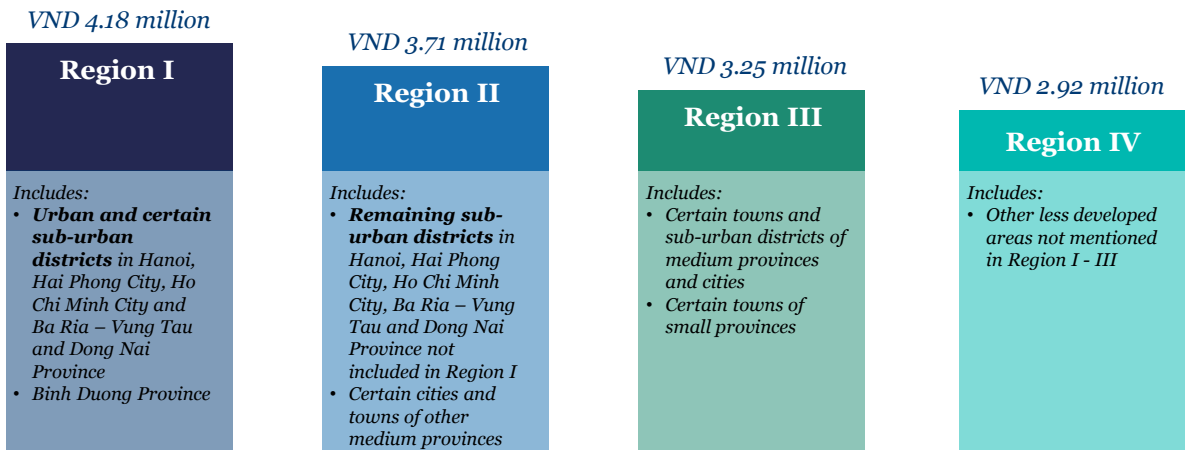 VND 4.18 million
Region I
Includes:
• Urban and certain
sub-urban
districts in Hanoi,
Hai Phong City, Ho
Chi Minh City and
Ba Ria – Vung Tau
and Dong Nai
Province
• Binh Duong Province
VND 3.71 million
Region II
Includes:
• Remaining sub-
urban districts in
Hanoi, Hai Phong
City, Ho Chi Minh
City, Ba Ria – Vung
Tau and Dong Nai
Province not
included in Region I
• Certain cities and
towns of other
medium provinces
VND 3.25 million
Region III
Includes:
• Certain towns and
sub-urban districts of
medium provinces
and cities
• Certain towns of
small provinces
VND 2.92 million
Region IV
Includes:
• Other less developed
areas not mentioned
in Region I - III